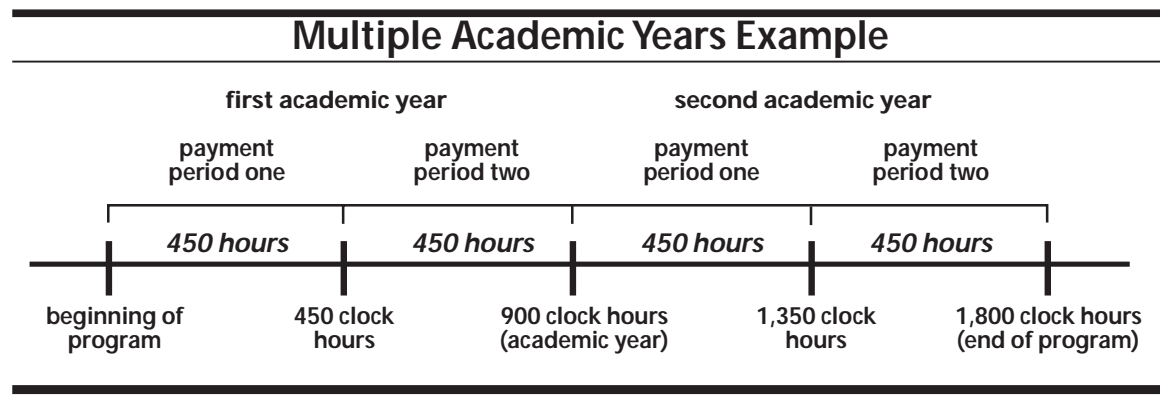 Multiple Academic Years Example
first academic year
second academic year
payment
period one
payment
period two
payment
period one
payment
period two
450 hours
450 hours
450 hours
450 hours
beginning of
program
450 clock
hours
900 clock hours
(academic year)
1,350 clock
hours
1,800 clock hours
(end of program)